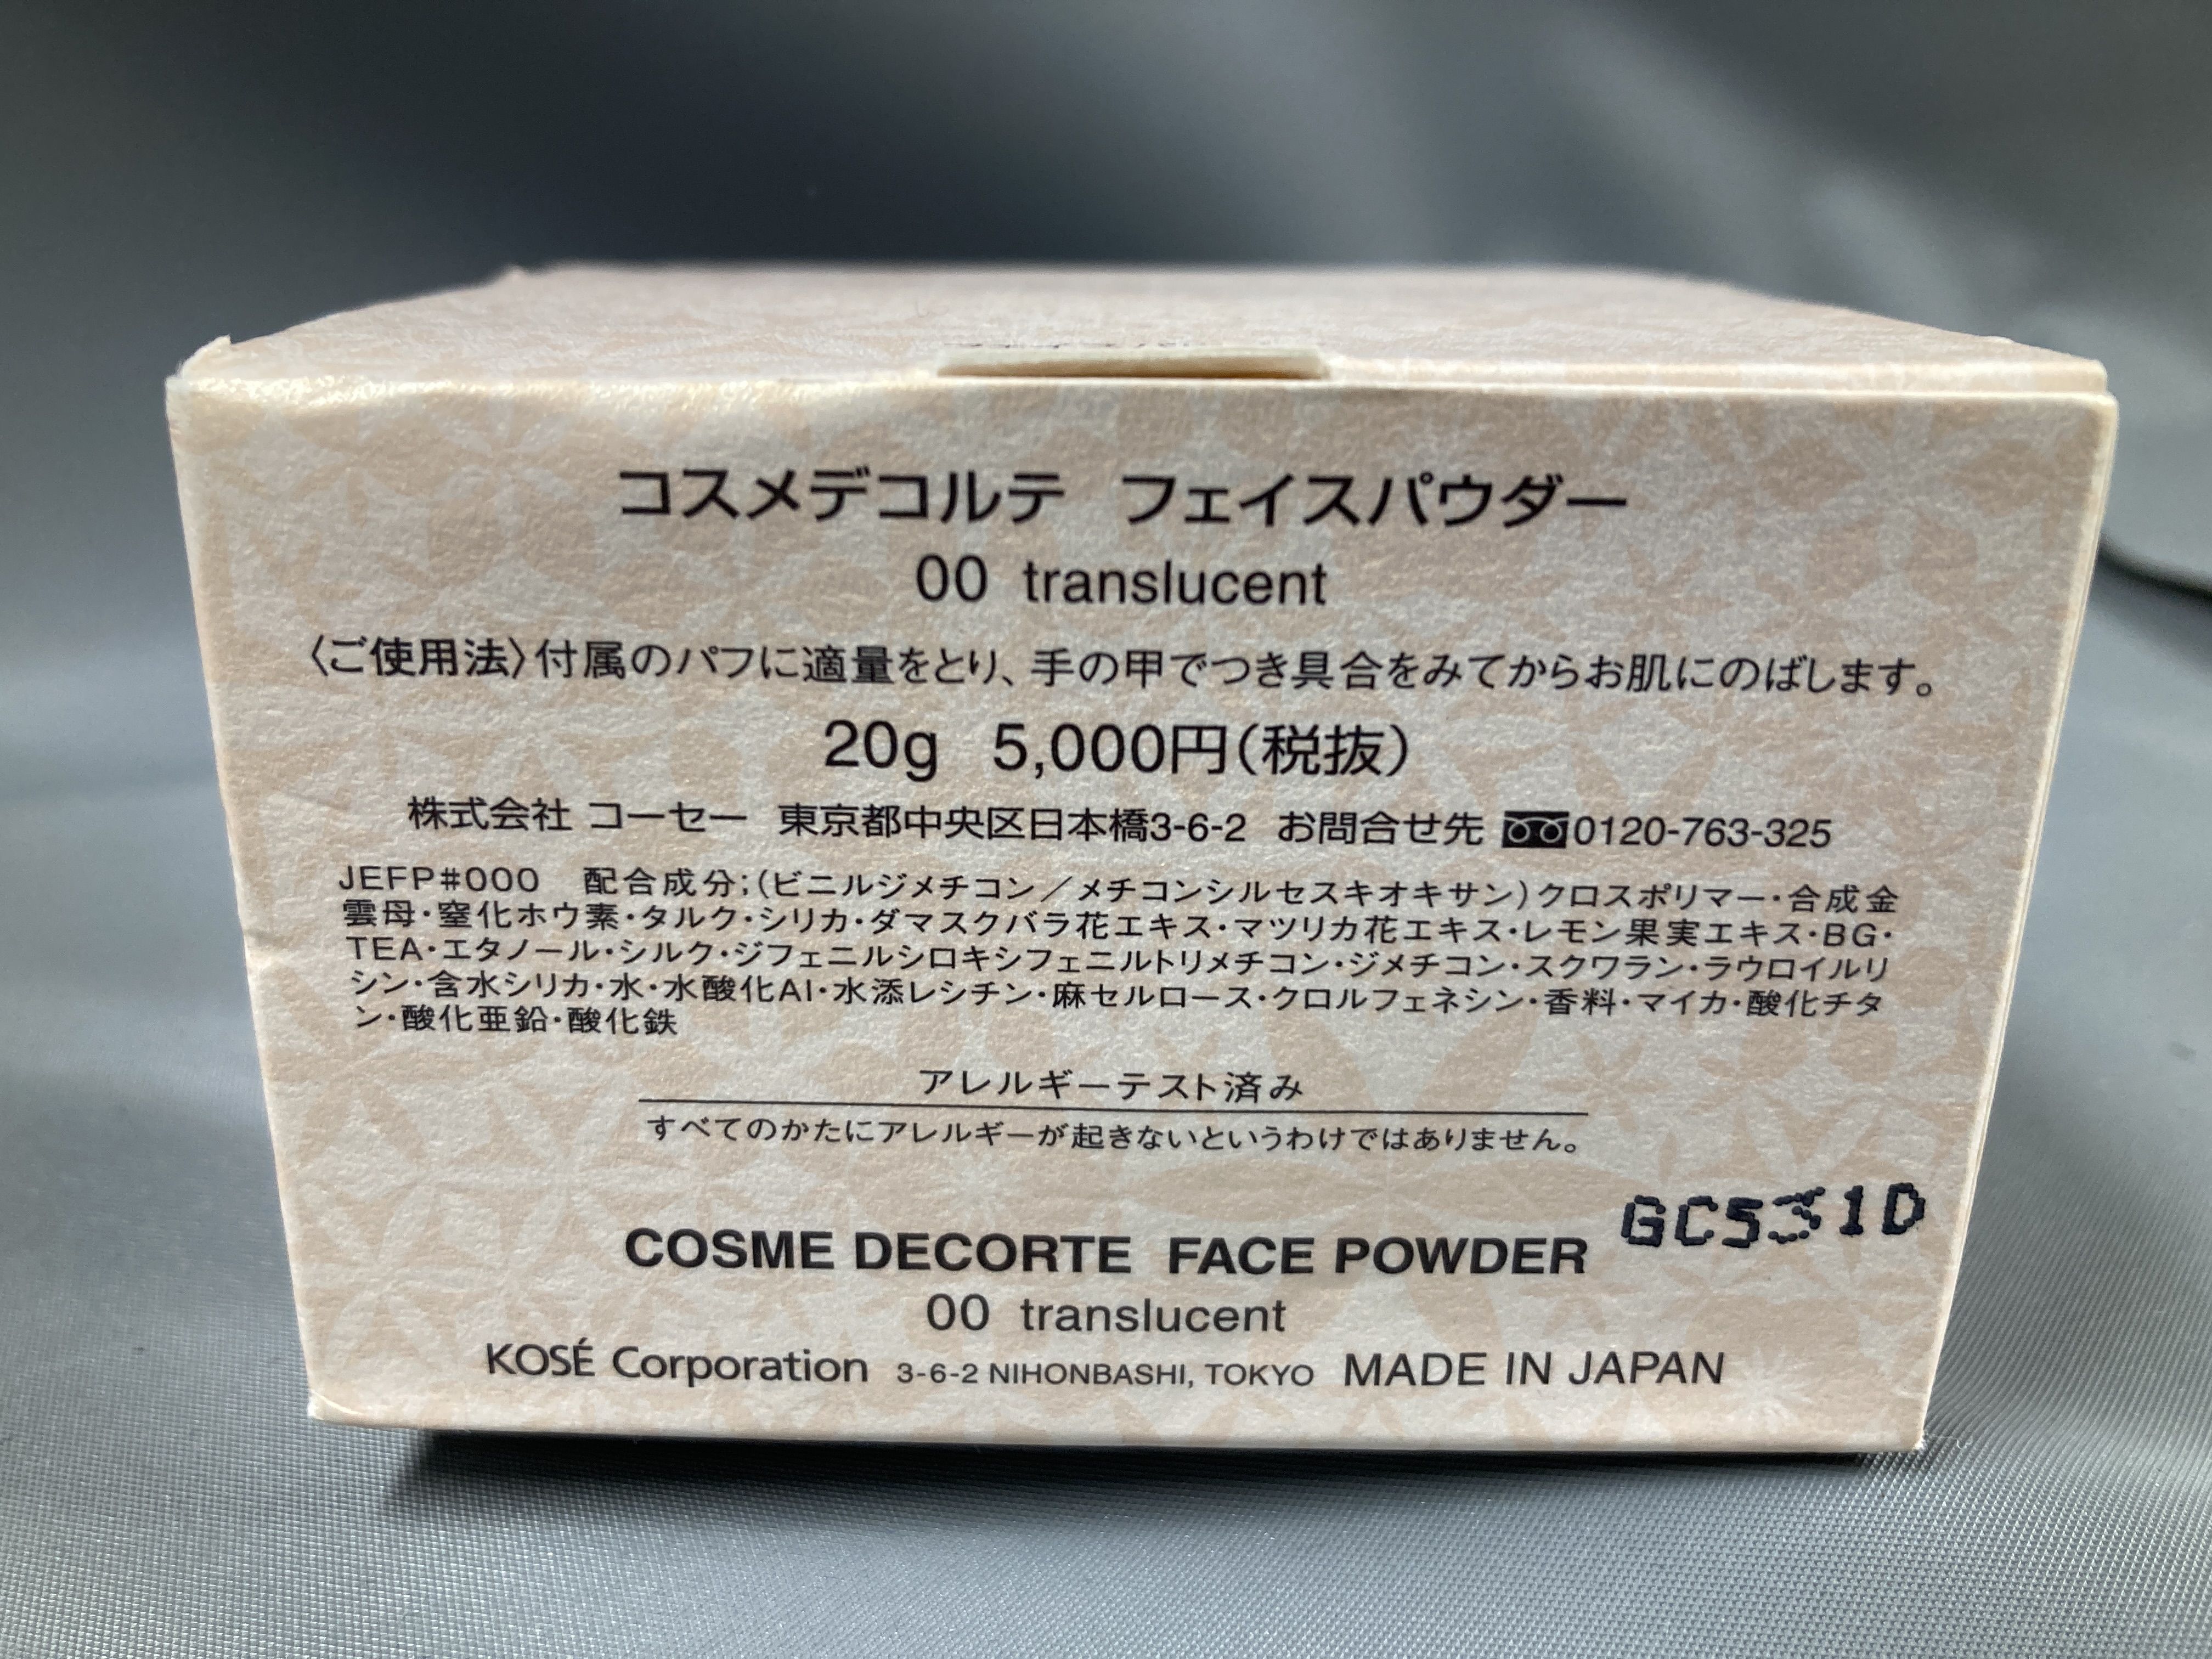 コスメデコルテ フェイスパウダー
00 translucent
〈ご使用法〉付属のパフに適量をとり、手の甲でつき具合をみてからお肌にのばします。
20g 5,000円(税抜)
株式会社 コーセー 東京都中央区日本橋3-6-2 お問合せ先 0120-763-325
JEFP#000 配合成分;(ビニルジメチコン/メチコンシルセスキオキサン)クロスポリマー・合成金
雲母・窒化ホウ素・タルク・シリカ・ダマスクバラ花エキス・マツリカ花エキス・レモン果実エキス・BG・
TEA・エタノール・シルク・ジフェニルシロキシフェニルトリメチコン・ジメチコン・スクワラン・ラウロイルリ
シン・含水シリカ・水・水酸化Al・水添レシチン・麻セルロース・クロルフェネシン・香料・マイカ・酸化チタ
ン・酸化亜鉛・酸化鉄
アレルギーテスト済み
すべてのかたにアレルギーが起きないというわけではありません。
GC531D
COSME DECORTE FACE POWDER
00 translucent
KOSÉ Corporation 3-6-2 NIHONBASHI, TOKYO MADE IN JAPAN